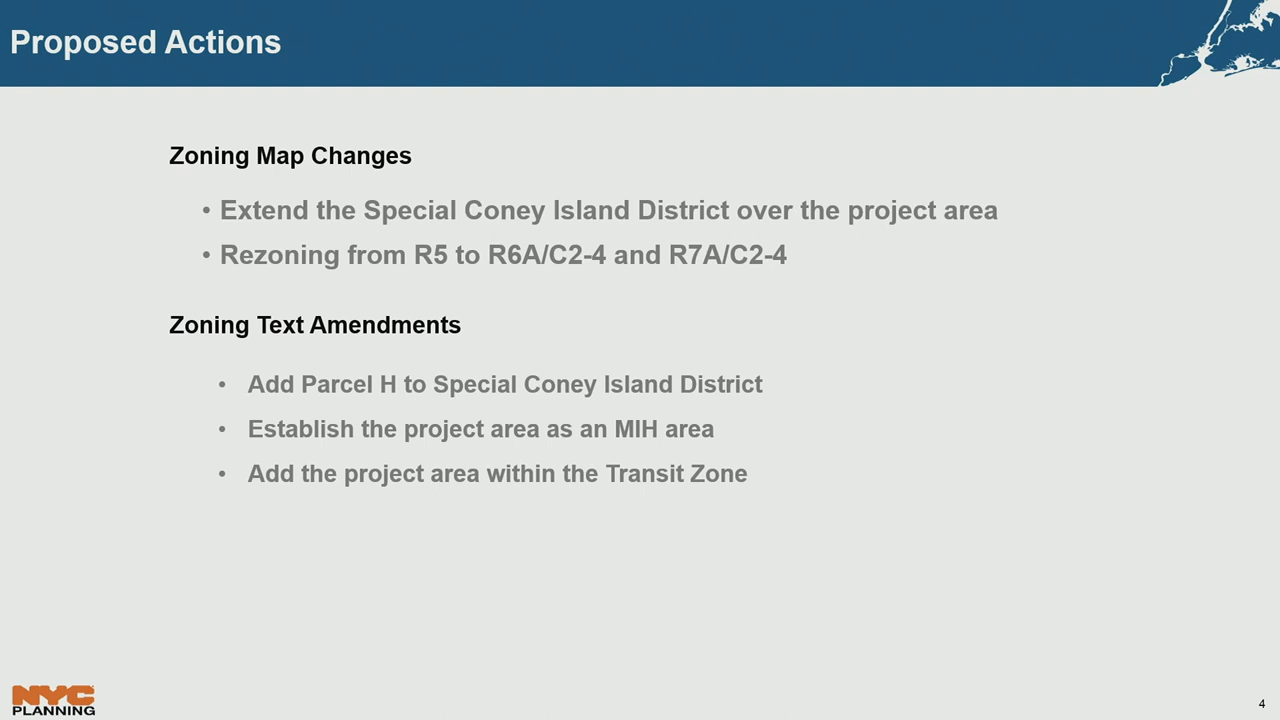 Proposed Actions
Zoning Map Changes
• Extend the Special Coney Island District over the project area
• Rezoning from R5 to R6A/C2-4 and R7A/C2-4
Zoning Text Amendments
• Add Parcel H to Special Coney Island District
• Establish the project area as an MIH area
• Add the project area within the Transit Zone
NYC
PLANNING
4